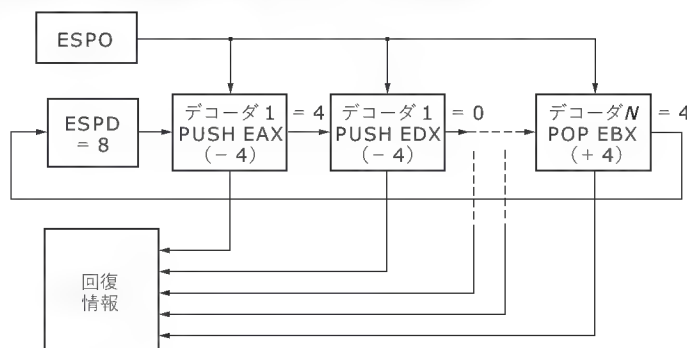 ESPO
ESPD
= 8
デコーダ 1
PUSH EAX
(− 4)
= 4
デコーダ 1
PUSH EDX
(− 4)
= 0
デコーダ N
POP EBX
(+ 4)
= 4
回復
情報